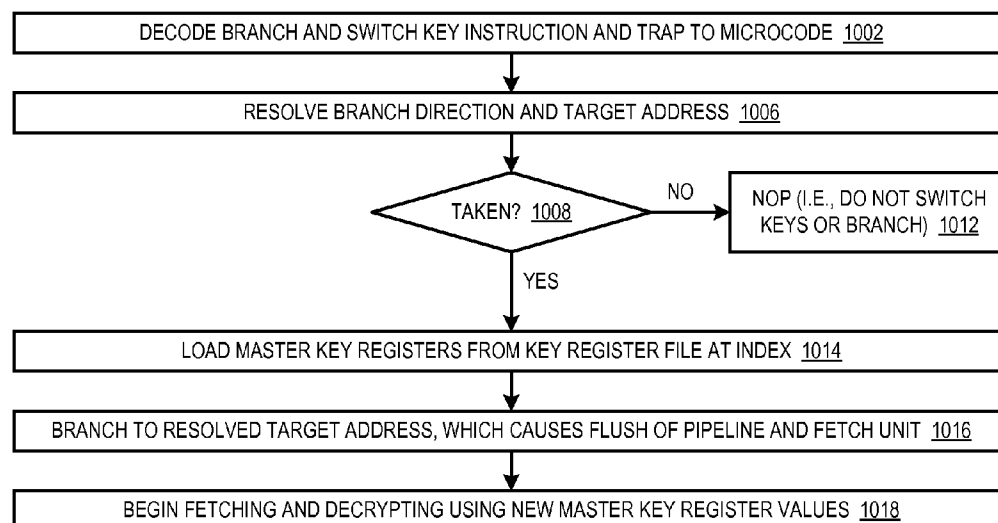 DECODE BRANCH AND SWITCH KEY INSTRUCTION AND TRAP TO MICROCODE 1002
RESOLVE BRANCH DIRECTION AND TARGET ADDRESS 1006
TAKEN? 1008
NO
NOP (I.E., DO NOT SWITCH
KEYS OR BRANCH) 1012
YES
LOAD MASTER KEY REGISTERS FROM KEY REGISTER FILE AT INDEX 1014
BRANCH TO RESOLVED TARGET ADDRESS, WHICH CAUSES FLUSH OF PIPELINE AND FETCH UNIT 1016
BEGIN FETCHING AND DECRYPTING USING NEW MASTER KEY REGISTER VALUES 1018